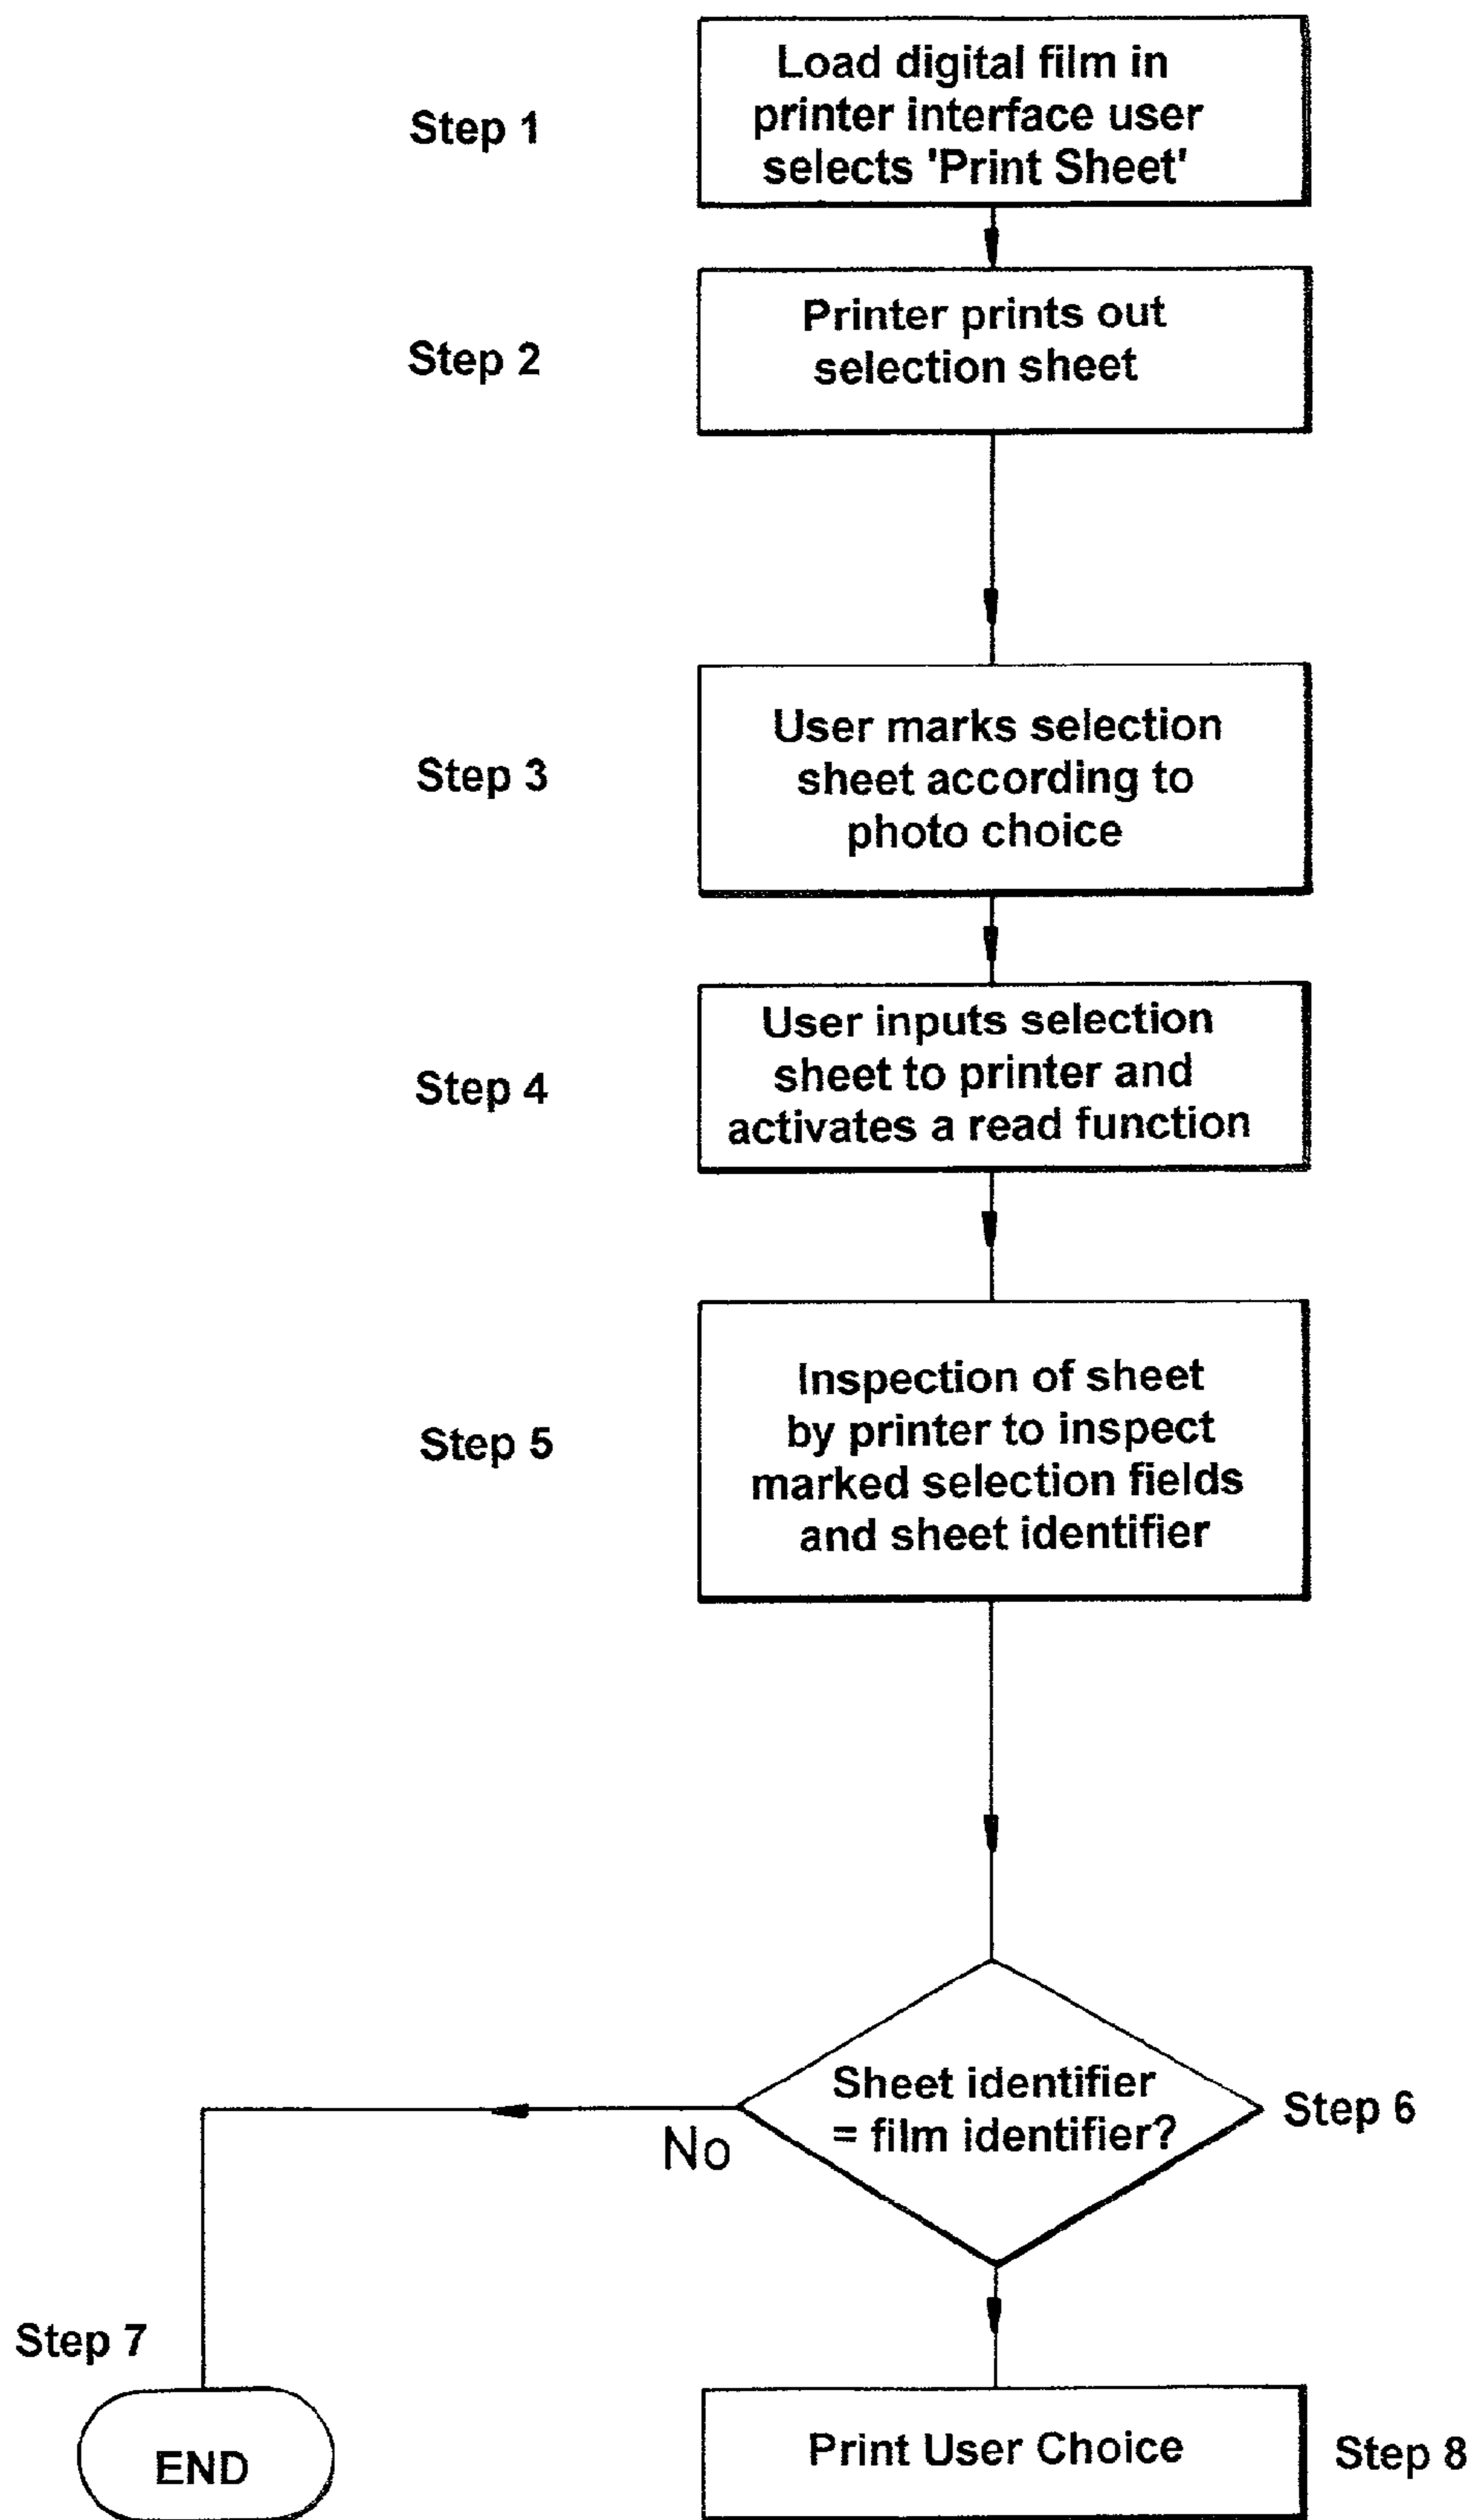 Step 1
Load digital film in
printer interface user
selects 'Print Sheet'
Step 2
Printer prints out
selection sheet
Step 3
User marks selection
sheet according to
photo choice
Step 4
User inputs selection
sheet to printer and
activates a read function
Step 5
Inspection of sheet
by printer to inspect
marked selection fields
and sheet identifier
Sheet identifier
= film identifier?
Step 6
No
Step 7
END
Print User Choice
Step 8